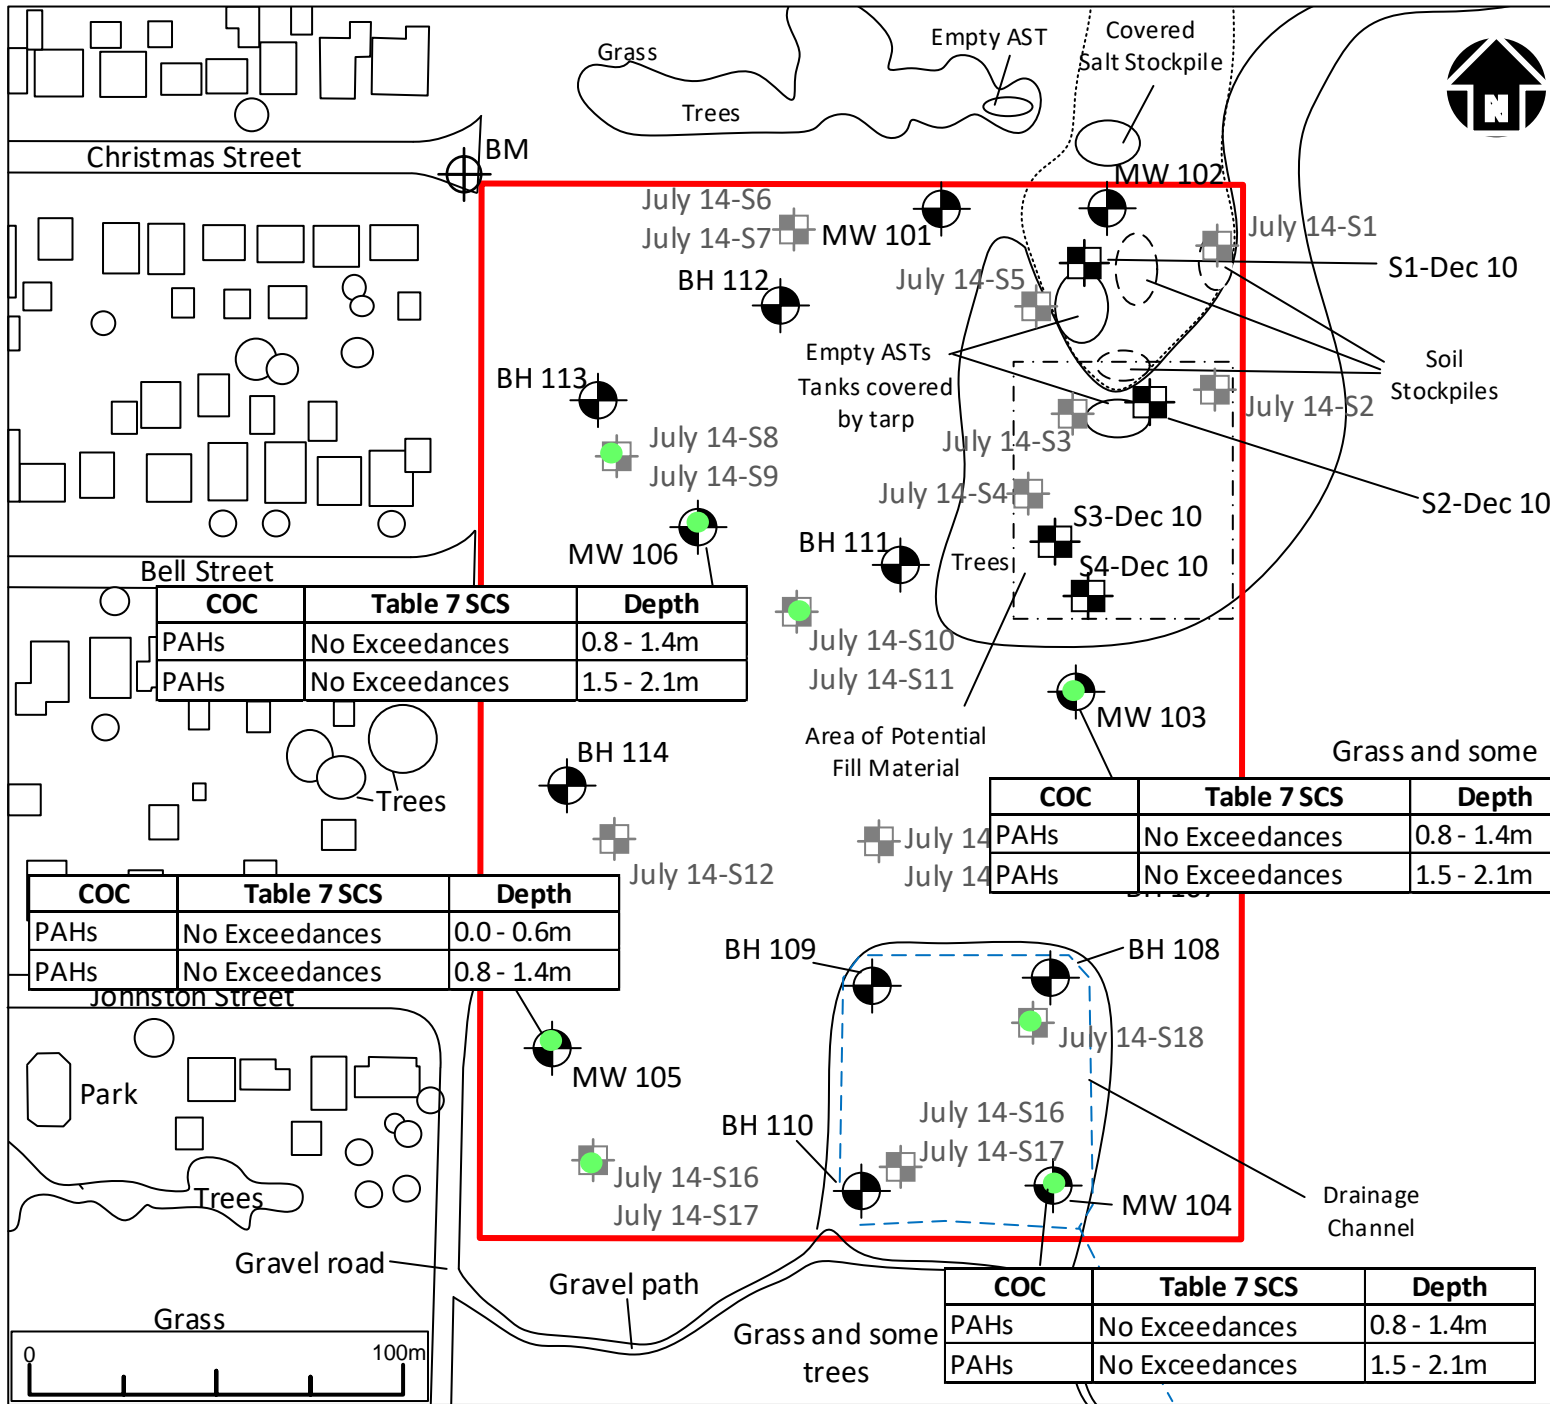 Grass
Trees
Empty AST
Covered
Salt Stockpile
N
Christmas Street
BM
MW 102
July 14-S6
July 14-S7
MW 101
July 14-S1
S1-Dec 10
BH 112
July 14-S5
Empty ASTs
Tanks covered
by tarp
Soil
Stockpiles
BH 113
July 14-S2
July 14-S3
July 14-S8
July 14-S9
July 14-S4
S2-Dec 10
S3-Dec 10
MW 106
BH 111
Trees
S4-Dec 10
Bell Street
COC Table 7 SCS Depth
PAHs No Exceedances 0.8 - 1.4m
PAHs No Exceedances 1.5 - 2.1m
July 14-S10
July 14-S11
MW 103
Area of Potential
Fill Material
BH 114
Grass and some
Trees
COC Table 7 SCS Depth
PAHs No Exceedances 0.8 - 1.4m
PAHs No Exceedances 1.5 - 2.1m
July 14
July 14
July 14-S12
COC Table 7 SCS Depth
PAHs No Exceedances 0.0 - 0.6m
PAHs No Exceedances 0.8 - 1.4m
Johnston Street
BH 109
BH 108
July 14-S18
MW 105
Park
July 14-S16
July 14-S17
BH 110
July 14-S16
July 14-S17
Trees
MW 104
Drainage
Channel
Gravel road
Gravel path
Grass
COC Table 7 SCS Depth
PAHs No Exceedances 0.8 - 1.4m
PAHs No Exceedances 1.5 - 2.1m
Grass and some
trees
0 100m